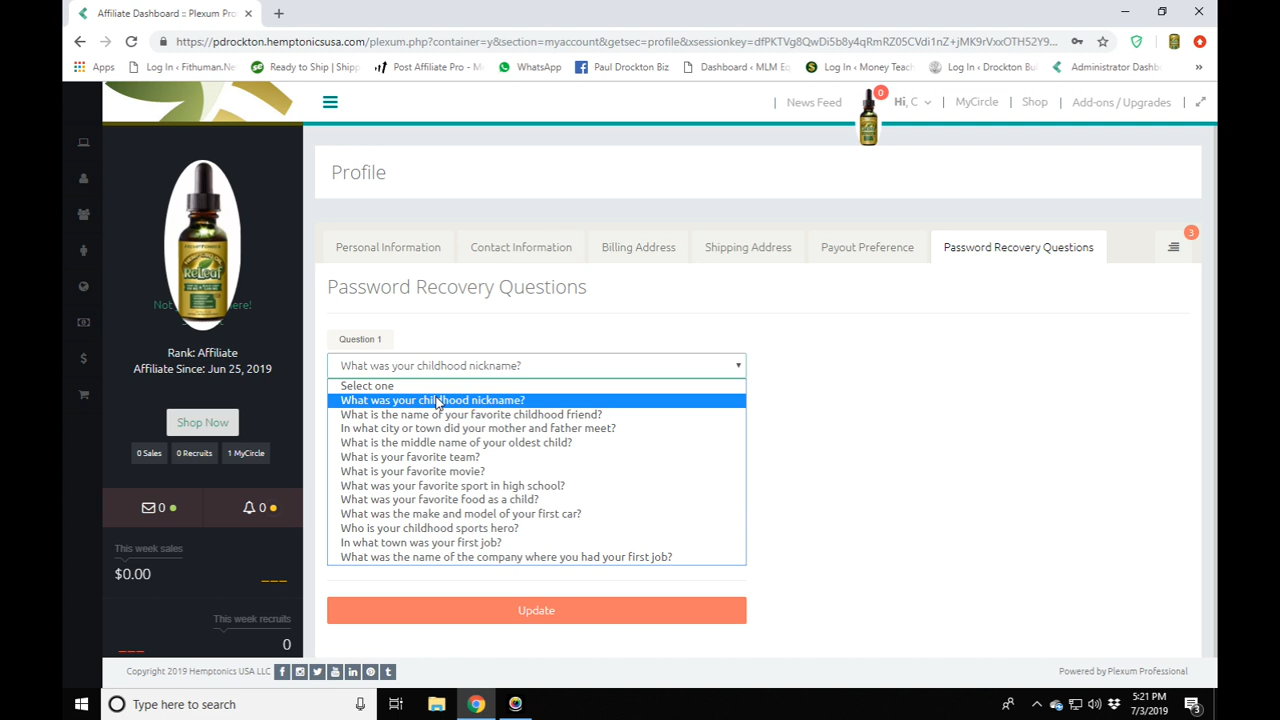 Affiliate Dashboard :: Plexum Pro
https://pdrockton.hemptonicsusa.com/plexum.php?container=y&section=myaccount&getsec=profile&xsessionkey=dfPKTVg8QwDi5b8y4qRmRZ05CVdi1nZ+jMK9rVxxOTH52Y9...
Apps
Log In ‹ Fithuman.Ne
Ready to Ship | Shipp
Post Affiliate Pro - M
WhatsApp
Paul Drockton Biz
Dashboard ‹ MLM E
Log In ‹ Money Teach
Log In ‹ Drockton Bu
Administrator Dashbo
»
| News Feed
0
Hi, C
| MyCircle
| Shop
| Add-ons / Upgrades
|
Profile
Personal Information
Contact Information
Billing Address
Shipping Address
Payout Preference
Password Recovery Questions
3
ReLeaf
Rank: Affiliate
Affiliate Since: Jun 25, 2019
Shop Now
0 Sales
0 Recruits
1 MyCircle
0
0
This week sales
$0.00
This week recruits
0
Password Recovery Questions
Question 1
What was your childhood nickname?
Select one
What was your childhood nickname?
What is the name of your favorite childhood friend?
In what city or town did your mother and father meet?
What is the middle name of your oldest child?
What is your favorite team?
What is your favorite movie?
What was your favorite sport in high school?
What was your favorite food as a child?
What was the make and model of your first car?
Who is your childhood sports hero?
In what town was your first job?
What was the name of the company where you had your first job?
Update
Copyright 2019 Hemptonics USA LLC
Powered by Plexum Professional
Type here to search
5:21 PM
7/3/2019
3